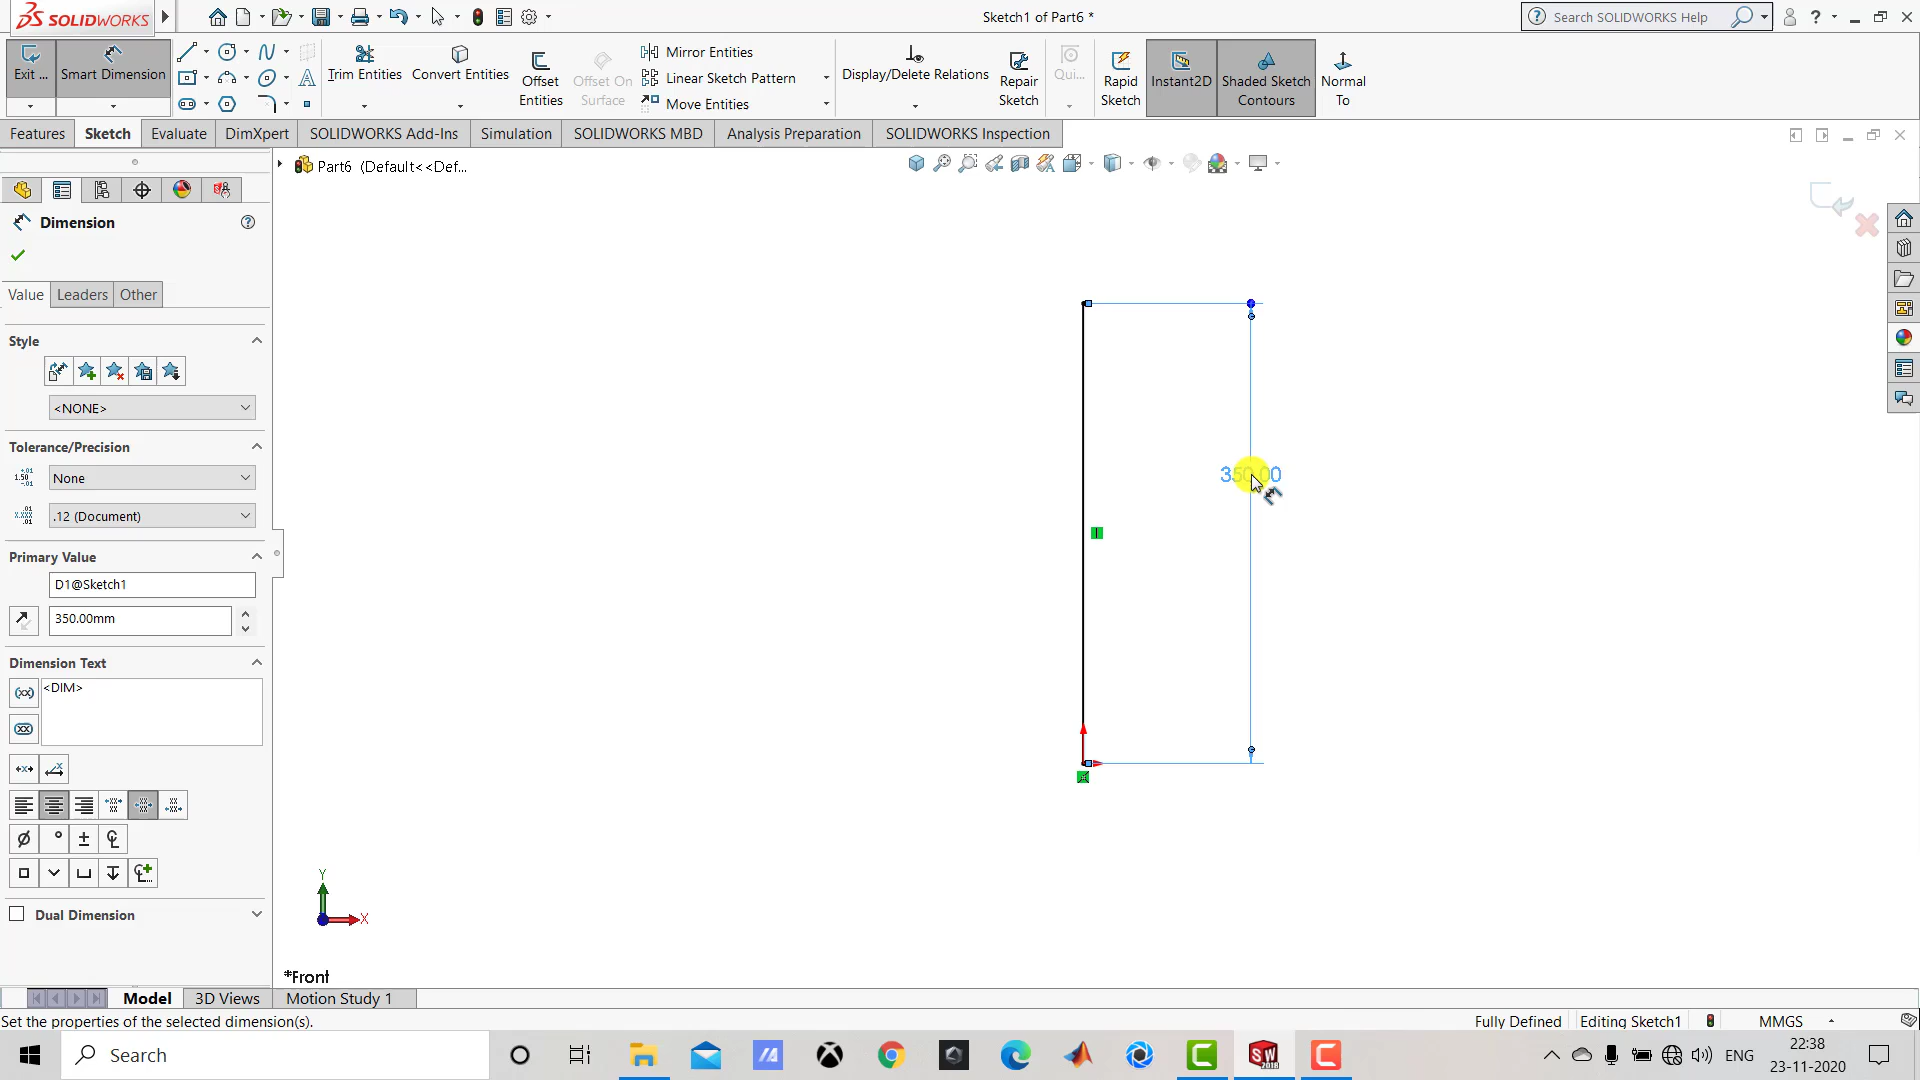 SOLIDWORKS
Sketch1 of Part6 *
Search SOLIDWORKS Help
Exit ...
Smart Dimension
Trim Entities
Convert Entities
Offset Entities
Offset On Surface
Mirror Entities
Linear Sketch Pattern
Move Entities
Display/Delete Relations
Repair Sketch
Qui...
Rapid Sketch
Instant2D
Shaded Sketch Contours
Normal To
Features
Sketch
Evaluate
DimXpert
SOLIDWORKS Add-Ins
Simulation
SOLIDWORKS MBD
Analysis Preparation
SOLIDWORKS Inspection
Part6 (Default<<Def...
Dimension
Value
Leaders
Other
Style
<NONE>
Tolerance/Precision
None
.12 (Document)
Primary Value
D1@Sketch1
350.00mm
Dimension Text
<DIM>
Dual Dimension
350.00
Y
X
*Front
Model
3D Views
Motion Study 1
Set the properties of the selected dimension(s).
Fully Defined
Editing Sketch1
MMGS
Search
ENG
22:38
23-11-2020